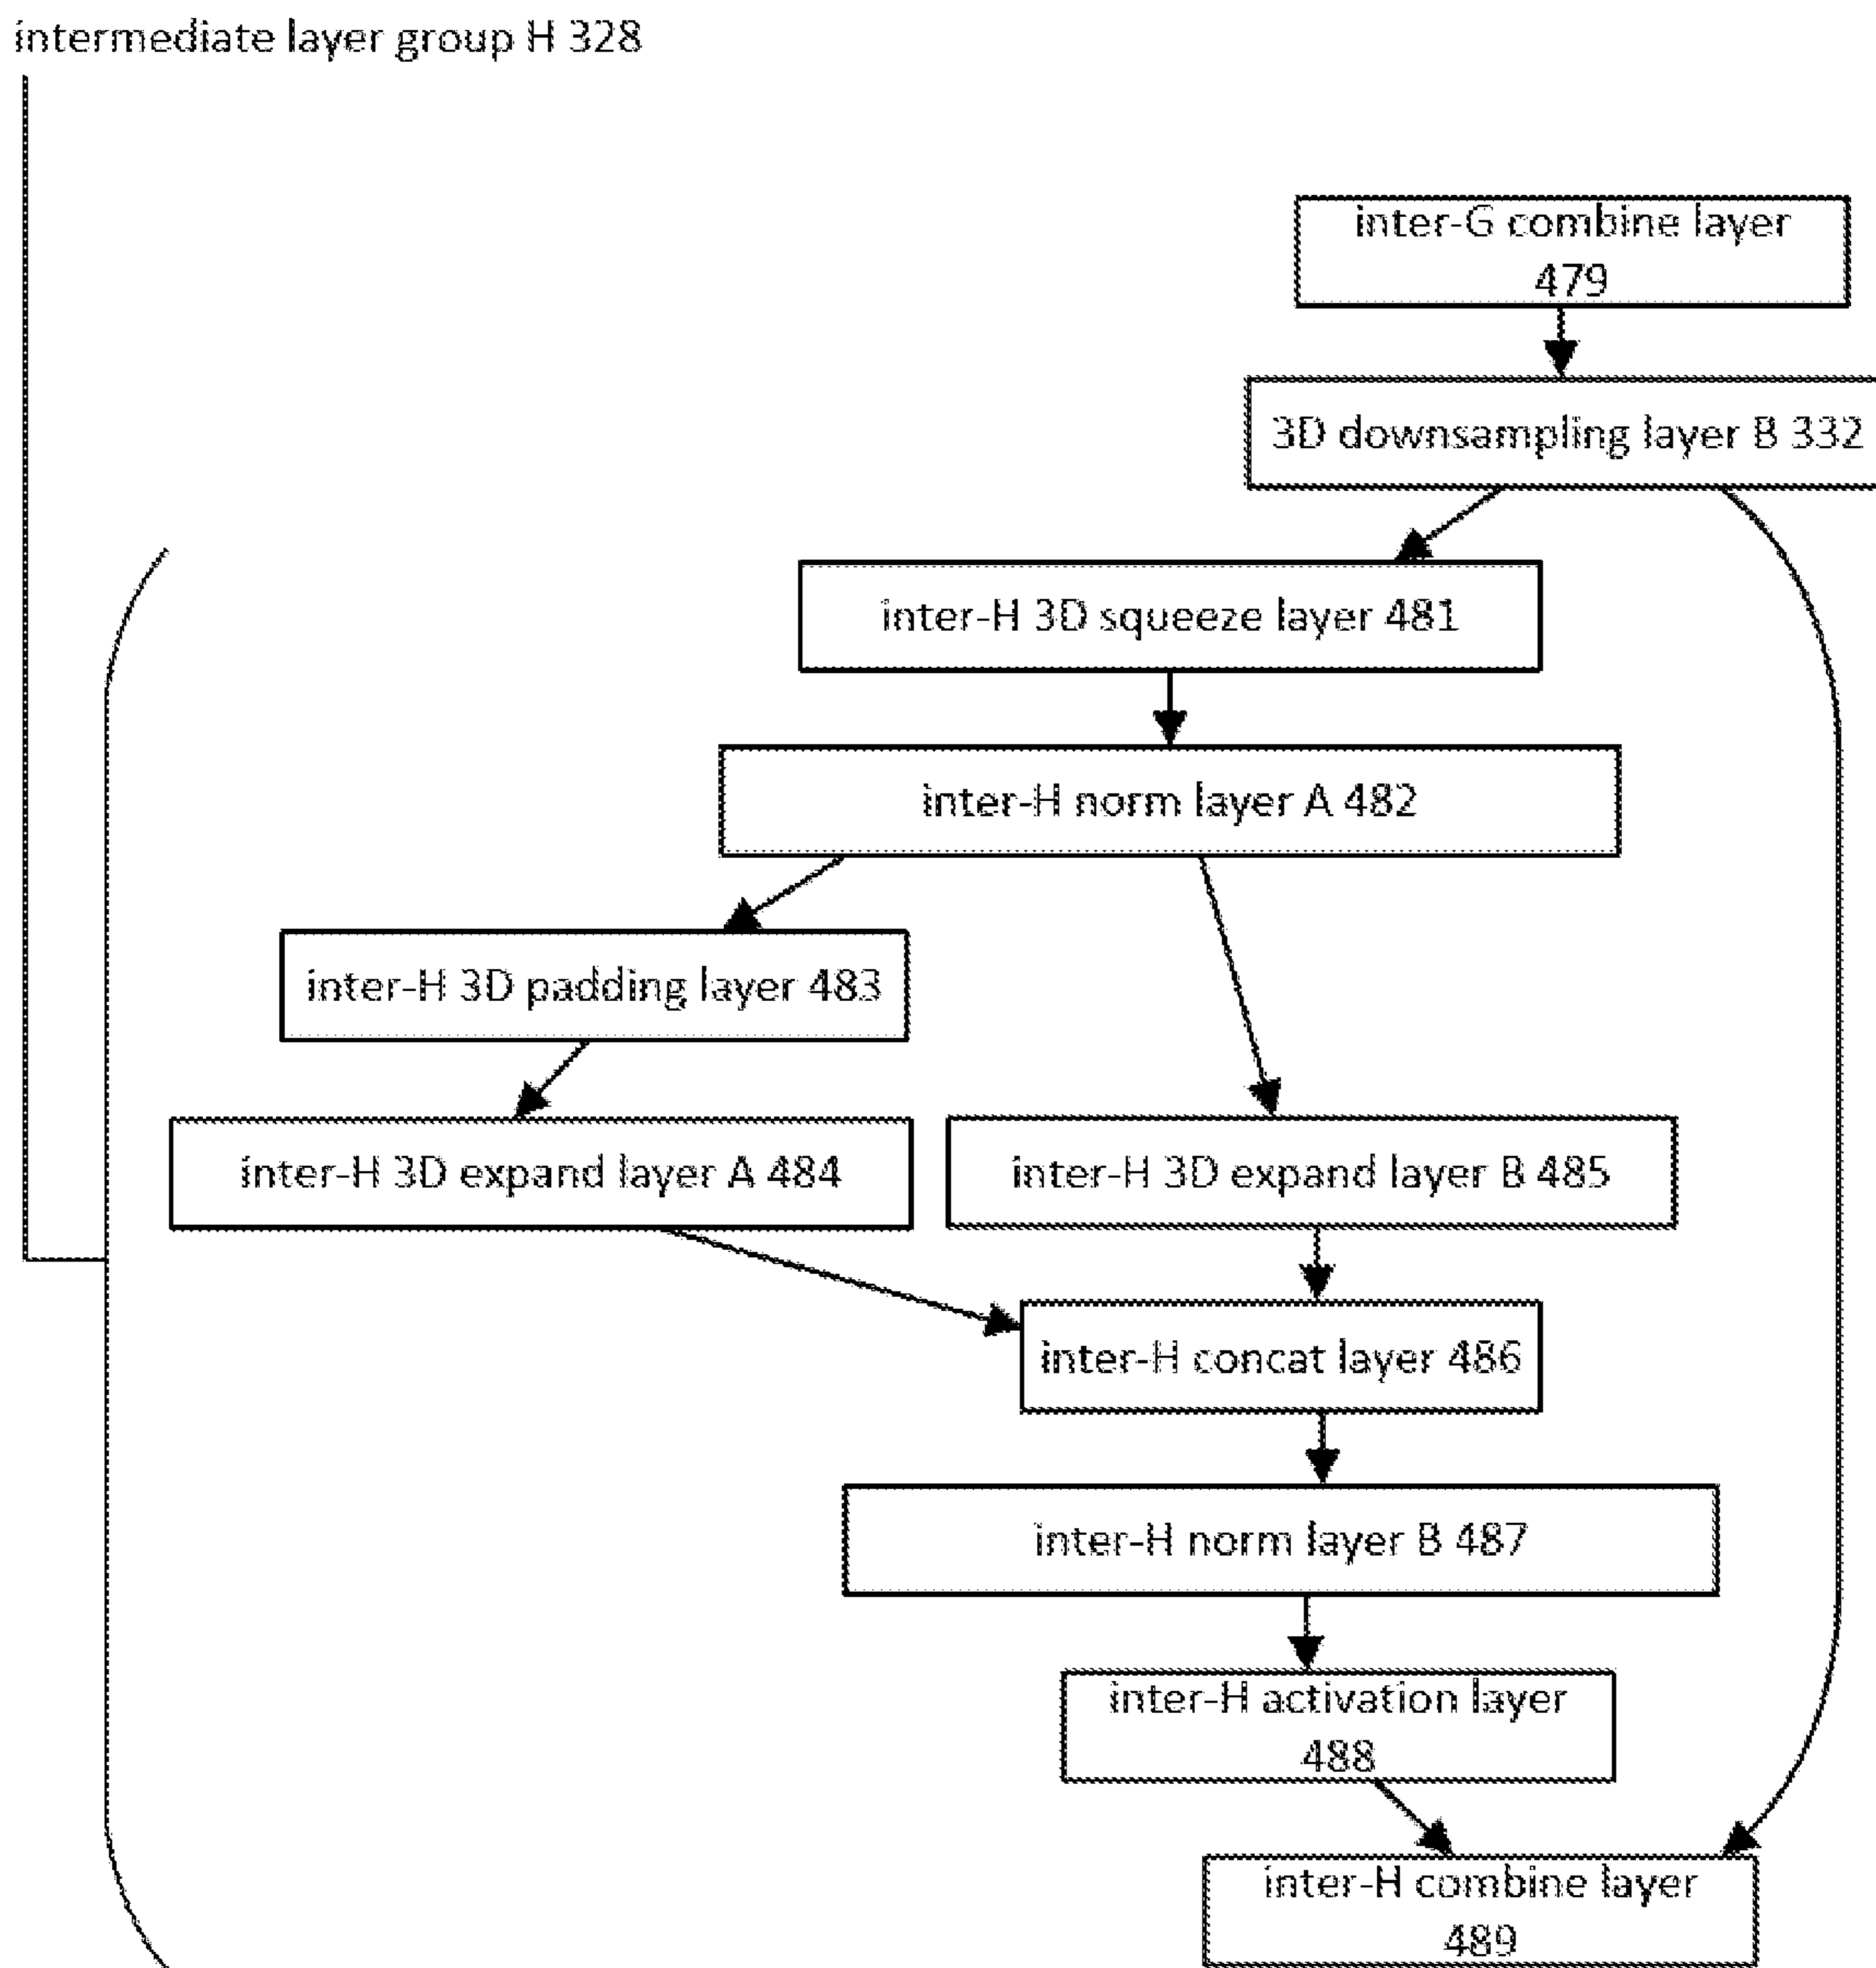 intermediate layer group H 328
inter-G combine layer
479
3D downsampling layer B 332
inter-H 3D squeeze layer 481
inter-H norm layer A 482
inter-H 3D padding layer 483
inter-H 3D expand layer A 484
inter-H 3D expand layer B 485
inter-H concat layer 486
inter-H norm layer B 487
inter-H activation layer
488
inter-H combine layer
489